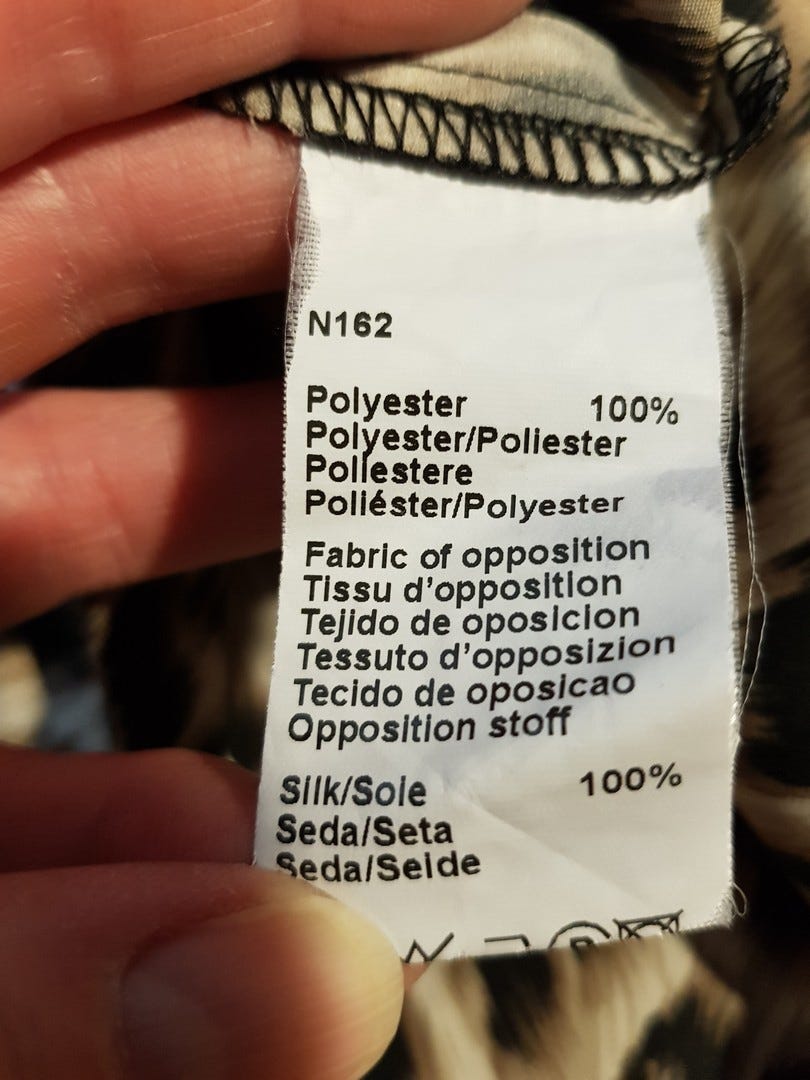 N162
Polyester 100%
Polyester/Poliester
Poliestere
Poliéster/Polyester
Fabric of opposition
Tissu d'opposition
Tejido de oposicion
Tessuto d'opposizion
Tecido de oposicao
Opposition stoff
Silk/Soie 100%
Seda/Seta
Seda/Seide